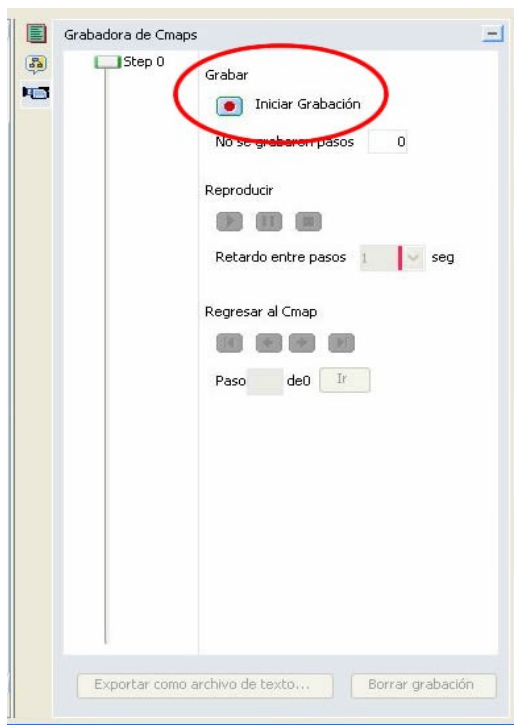 Grabadora de Cmaps
Step 0
Grabar
Iniciar Grabación
No se grabaron pasos 0
Reproducir
Retardo entre pasos 1 seg
Regresar al Cmap
Paso de0 Ir
Exportar como archivo de texto... Borrar grabación